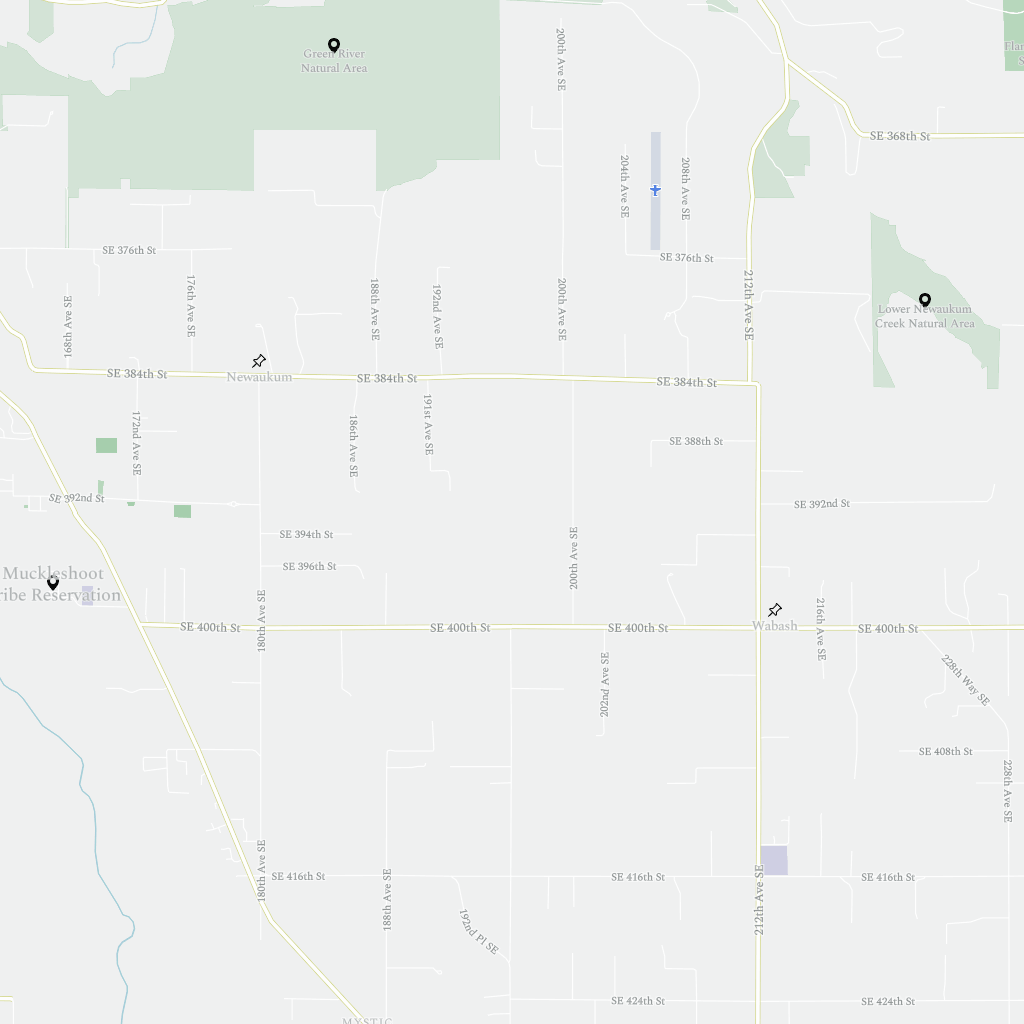 Green River
Natural Area
200th Ave SE
SE 368th St
204th Ave SE
208th Ave SE
SE 376th St
SE 376th St
168th Ave SE
176th Ave SE
188th Ave SE
192nd Ave SE
200th Ave SE
212th Ave SE
Lower Newaukum
Creek Natural Area
SE 384th St
Newaukum
SE 384th St
SE 384th St
172nd Ave SE
186th Ave SE
191st Ave SE
SE 388th St
SE 392nd St
SE 392nd St
SE 394th St
200th Ave SE
SE 396th St
Muckleshoot
ribe Reservation
180th Ave SE
SE 400th St
SE 400th St
SE 400th St
Wabash
216th Ave SE
SE 400th St
202nd Ave SE
228th Way SE
SE 408th St
228th Ave SE
180th Ave SE
SE 416th St
188th Ave SE
192nd Pl SE
SE 416th St
212th Ave SE
SE 416th St
SE 424th St
SE 424th St
MYSTIC